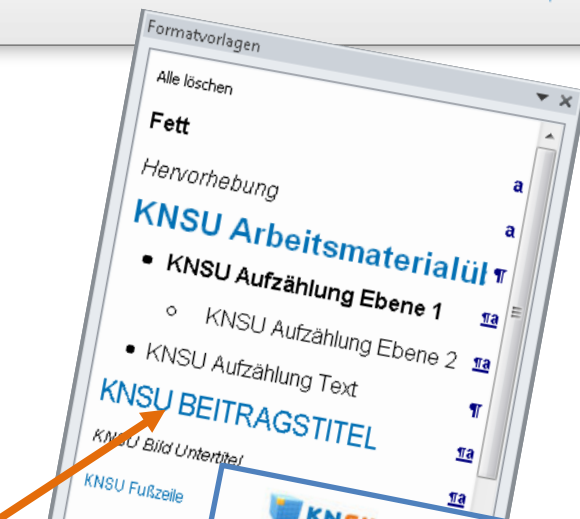 Formatvorlagen
Alle löschen
Fett
a
Hervorhebung
a
KNSU Arbeitsmaterialül ¶
• KNSU Aufzählung Ebene 1 ¶a
○ KNSU Aufzählung Ebene 2 ¶a
• KNSU Aufzählung Text ¶
KNSU BEITRAGSTITEL ¶a
KNSU Bild Untertitel ¶a
KNSU Fußzeile